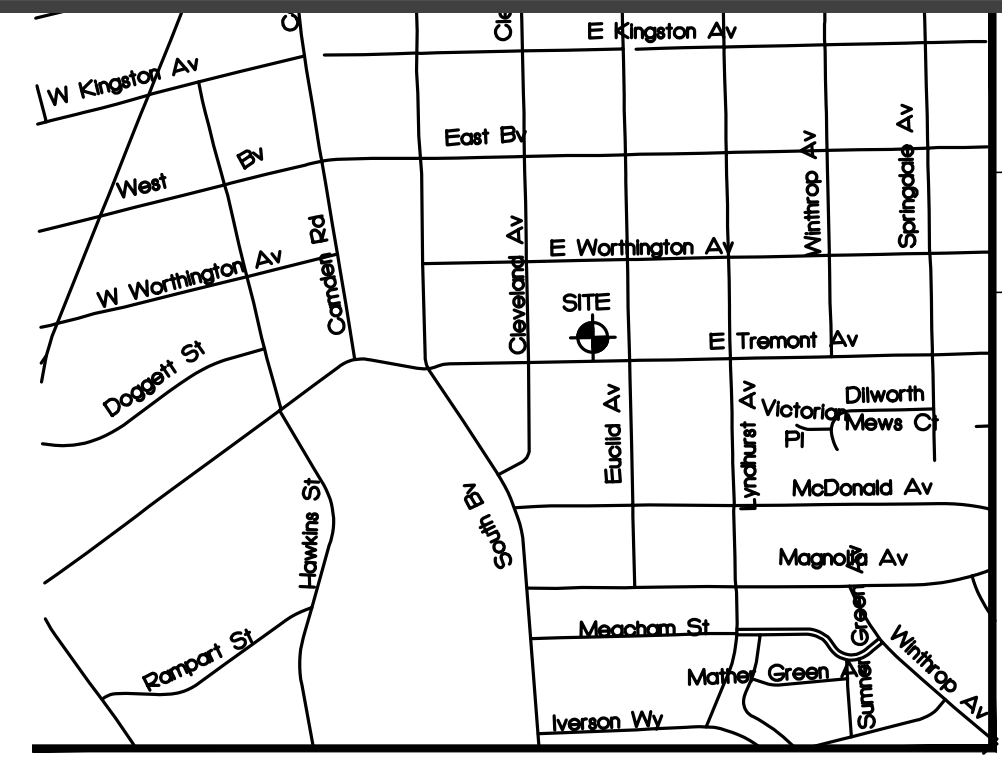 E Kingston Av
W Kingston Av
East Bv
West Bv
Winthrop Av
Springdale Av
Cleveland Av
E Worthington Av
W Worthington Av
Camden Rd
SITE
E Tremont Av
Doggett St
Euclid Av
Lyndhurst Av
Victorian Pl
Dilworth
Mews Ct
McDonald Av
Hawkins St
South Bv
Magnolia Av
Meacham St
Green Av
Winthrop Av
Rampart St
Mather Green Av
Sumner
Iverson Wy